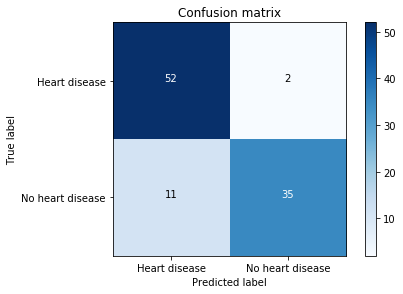 Confusion matrix
Heart disease
No heart disease
True label
52
2
11
35
Heart disease
No heart disease
Predicted label
50
40
30
20
10